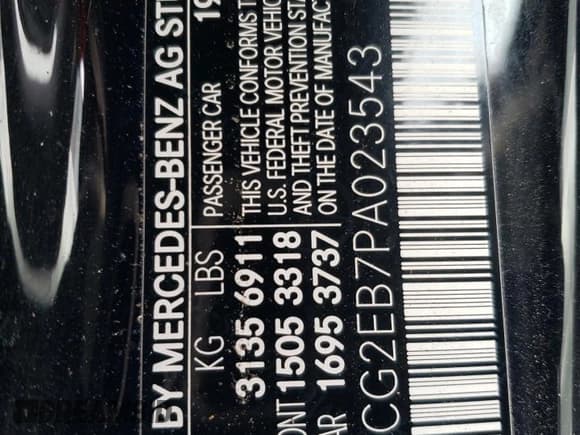 BY MERCEDES-BENZ AG ST
KG LBS PASSENGER CAR 19
3135 6911 THIS VEHICLE CONFORMS T
ONT 1505 3318 U.S. FEDERAL MOTOR VEHIC
AR 1695 3737 AND THEFT PREVENTION STA
ON THE DATE OF MANUFAC
CG2EB7PA023543